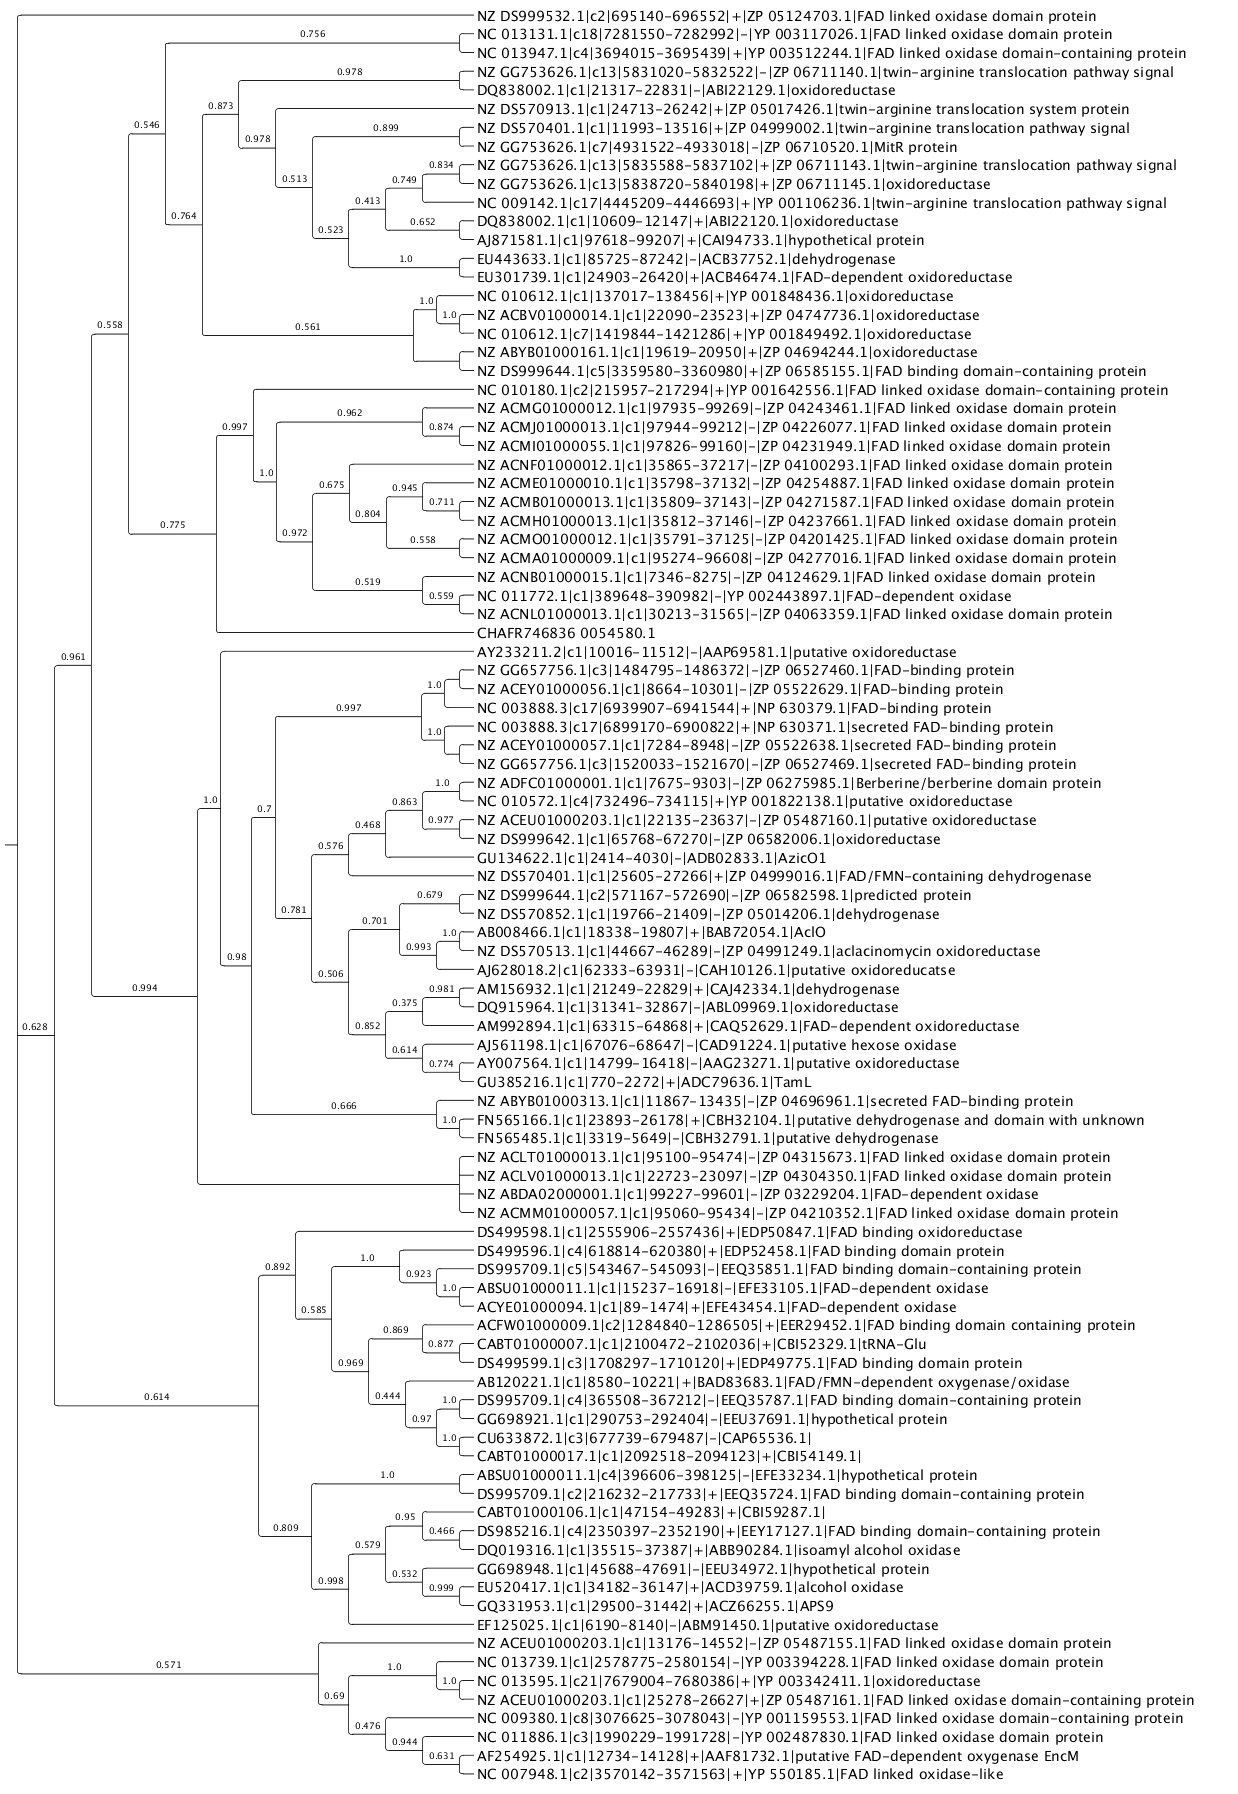 NZ DS999532.1|c2|695140-696552|+|ZP 05124703.1|FAD linked oxidase domain protein
0.756
NC 013131.1|c18|7281550-7282992|-|YP 003117026.1|FAD linked oxidase domain protein
NC 013947.1|c4|3694015-3695439|+|YP 003512244.1|FAD linked oxidase domain-containing protein
0.978
NZ GG753626.1|c13|5831020-5832522|-|ZP 06711140.1|twin-arginine translocation pathway signal
DQ838002.1|c1|21317-22831|-|ABI22129.1|oxidoreductase
0.873
NZ DS570913.1|c1|24713-26242|+|ZP 05017426.1|twin-arginine translocation system protein
0.546
0.899
NZ DS570401.1|c1|11993-13516|+|ZP 04999002.1|twin-arginine translocation pathway signal
0.978
NZ GG753626.1|c7|4931522-4933018|-|ZP 06710520.1|MitR protein
0.834
NZ GG753626.1|c13|5835588-5837102|+|ZP 06711143.1|twin-arginine translocation pathway signal
0.513
0.749
NZ GG753626.1|c13|5838720-5840198|+|ZP 06711145.1|oxidoreductase
0.413
NC 009142.1|c17|4445209-4446693|+|YP 001106236.1|twin-arginine translocation pathway signal
0.764
0.652
DQ838002.1|c1|10609-12147|+|ABI22120.1|oxidoreductase
0.523
AJ871581.1|c1|97618-99207|+|CAI94733.1|hypothetical protein
1.0
EU443633.1|c1|85725-87242|-|ACB37752.1|dehydrogenase
EU301739.1|c1|24903-26420|+|ACB46474.1|FAD-dependent oxidoreductase
1.0
NC 010612.1|c1|137017-138456|+|YP 001848436.1|oxidoreductase
1.0
NZ ACBV01000014.1|c1|22090-23523|+|ZP 04747736.1|oxidoreductase
0.558
0.561
NC 010612.1|c7|1419844-1421286|+|YP 001849492.1|oxidoreductase
NZ ABYB01000161.1|c1|19619-20950|+|ZP 04694244.1|oxidoreductase
NZ DS999644.1|c5|3359580-3360980|+|ZP 06585155.1|FAD binding domain-containing protein
NC 010180.1|c2|215957-217294|+|YP 001642556.1|FAD linked oxidase domain-containing protein
0.962
NZ ACMG01000012.1|c1|97935-99269|-|ZP 04243461.1|FAD linked oxidase domain protein
0.997
0.874
NZ ACMJ01000013.1|c1|97944-99212|-|ZP 04226077.1|FAD linked oxidase domain protein
NZ ACMI01000055.1|c1|97826-99160|-|ZP 04231949.1|FAD linked oxidase domain protein
1.0
NZ ACNF01000012.1|c1|35865-37217|-|ZP 04100293.1|FAD linked oxidase domain protein
0.675
0.945
NZ ACME01000010.1|c1|35798-37132|-|ZP 04254887.1|FAD linked oxidase domain protein
0.711
NZ ACMB01000013.1|c1|35809-37143|-|ZP 04271587.1|FAD linked oxidase domain protein
0.775
0.972
0.804
NZ ACMH01000013.1|c1|35812-37146|-|ZP 04237661.1|FAD linked oxidase domain protein
0.558
NZ ACMO01000012.1|c1|35791-37125|-|ZP 04201425.1|FAD linked oxidase domain protein
NZ ACMA01000009.1|c1|95274-96608|-|ZP 04277016.1|FAD linked oxidase domain protein
0.519
NZ ACNB01000015.1|c1|7346-8275|-|ZP 04124629.1|FAD linked oxidase domain protein
0.559
NC 011772.1|c1|389648-390982|-|YP 002443897.1|FAD-dependent oxidase
NZ ACNL01000013.1|c1|30213-31565|-|ZP 04063359.1|FAD linked oxidase domain protein
CHAFR746836 0054580.1
0.961
AY233211.2|c1|10016-11512|-|AAP69581.1|putative oxidoreductase
NZ GG657756.1|c3|1484795-1486372|-|ZP 06527460.1|FAD-binding protein
1.0
NZ ACEY01000056.1|c1|8664-10301|-|ZP 05522629.1|FAD-binding protein
0.997
NC 003888.3|c17|6939907-6941544|+|NP 630379.1|FAD-binding protein
1.0
NC 003888.3|c17|6899170-6900822|+|NP 630371.1|secreted FAD-binding protein
NZ ACEY01000057.1|c1|7284-8948|-|ZP 05522638.1|secreted FAD-binding protein
NZ GG657756.1|c3|1520033-1521670|-|ZP 06527469.1|secreted FAD-binding protein
1.0
NZ ADFC01000001.1|c1|7675-9303|-|ZP 06275985.1|Berberine/berberine domain protein
1.0
0.7
0.863
NC 010572.1|c4|732496-734115|+|YP 001822138.1|putative oxidoreductase
0.468
0.977
NZ ACEU01000203.1|c1|22135-23637|-|ZP 05487160.1|putative oxidoreductase
NZ DS999642.1|c1|65768-67270|-|ZP 06582006.1|oxidoreductase
0.576
GU134622.1|c1|2414-4030|-|ADB02833.1|AzicO1
NZ DS570401.1|c1|25605-27266|+|ZP 04999016.1|FAD/FMN-containing dehydrogenase
0.679
NZ DS999644.1|c2|571167-572690|-|ZP 06582598.1|predicted protein
0.781
0.701
NZ DS570852.1|c1|19766-21409|-|ZP 05014206.1|dehydrogenase
1.0
AB008466.1|c1|18338-19807|+|BAB72054.1|AclO
0.98
0.993
NZ DS570513.1|c1|44667-46289|-|ZP 04991249.1|aclacinomycin oxidoreductase
0.506
AJ628018.2|c1|62333-63931|-|CAH10126.1|putative oxidoreducatse
0.994
0.981
AM156932.1|c1|21249-22829|+|CAJ42334.1|dehydrogenase
0.375
DQ915964.1|c1|31341-32867|-|ABL09969.1|oxidoreductase
0.628
0.852
AM992894.1|c1|63315-64868|+|CAQ52629.1|FAD-dependent oxidoreductase
0.614
AJ561198.1|c1|67076-68647|-|CAD91224.1|putative hexose oxidase
0.774
AY007564.1|c1|14799-16418|-|AAG23271.1|putative oxidoreductase
GU385216.1|c1|770-2272|+|ADC79636.1|TamL
0.666
NZ ABYB01000313.1|c1|11867-13435|-|ZP 04696961.1|secreted FAD-binding protein
1.0
FN565166.1|c1|23893-26178|+|CBH32104.1|putative dehydrogenase and domain with unknown
FN565485.1|c1|3319-5649|-|CBH32791.1|putative dehydrogenase
NZ ACLT01000013.1|c1|95100-95474|-|ZP 04315673.1|FAD linked oxidase domain protein
NZ ACLV01000013.1|c1|22723-23097|-|ZP 04304350.1|FAD linked oxidase domain protein
NZ ABDA02000001.1|c1|99227-99601|-|ZP 03229204.1|FAD-dependent oxidase
NZ ACMM01000057.1|c1|95060-95434|-|ZP 04210352.1|FAD linked oxidase domain protein
DS499598.1|c1|2555906-2557436|+|EDP50847.1|FAD binding oxidoreductase
1.0
DS499596.1|c4|618814-620380|+|EDP52458.1|FAD binding domain protein
0.892
0.923
DS995709.1|c5|543467-545093|-|EEQ35851.1|FAD binding domain-containing protein
1.0
ABSU01000011.1|c1|15237-16918|-|EFE33105.1|FAD-dependent oxidase
0.585
ACYE01000094.1|c1|89-1474|+|EFE43454.1|FAD-dependent oxidase
0.869
ACFW01000009.1|c2|1284840-1286505|+|EER29452.1|FAD binding domain containing protein
0.877
CABT01000007.1|c1|2100472-2102036|+|CBI52329.1|tRNA-Glu
0.969
DS499599.1|c3|1708297-1710120|+|EDP49775.1|FAD binding domain protein
AB120221.1|c1|8580-10221|+|BAD83683.1|FAD/FMN-dependent oxygenase/oxidase
0.614
0.444
1.0
DS995709.1|c4|365508-367212|-|EEQ35787.1|FAD binding domain-containing protein
0.97
GG698921.1|c1|290753-292404|-|EEU37691.1|hypothetical protein
1.0
CU633872.1|c3|677739-679487|-|CAP65536.1|
CABT01000017.1|c1|2092518-2094123|+|CBI54149.1|
1.0
ABSU01000011.1|c4|396606-398125|-|EFE33234.1|hypothetical protein
DS995709.1|c2|216232-217733|+|EEQ35724.1|FAD binding domain-containing protein
0.95
CABT01000106.1|c1|47154-49283|+|CBI59287.1|
0.809
0.466
DS985216.1|c4|2350397-2352190|+|EEY17127.1|FAD binding domain-containing protein
0.579
DQ019316.1|c1|35515-37387|+|ABB90284.1|isoamyl alcohol oxidase
0.532
GG698948.1|c1|45688-47691|-|EEU34972.1|hypothetical protein
0.998
0.999
EU520417.1|c1|34182-36147|+|ACD39759.1|alcohol oxidase
GQ331953.1|c1|29500-31442|+|ACZ66255.1|APS9
EF125025.1|c1|6190-8140|-|ABM91450.1|putative oxidoreductase
NZ ACEU01000203.1|c1|13176-14552|-|ZP 05487155.1|FAD linked oxidase domain protein
0.571
1.0
NC 013739.1|c1|2578775-2580154|-|YP 003394228.1|FAD linked oxidase domain protein
1.0
NC 013595.1|c21|7679004-7680386|+|YP 003342411.1|oxidoreductase
0.69
NZ ACEU01000203.1|c1|25278-26627|+|ZP 05487161.1|FAD linked oxidase domain-containing protein
0.476
NC 009380.1|c8|3076625-3078043|-|YP 001159553.1|FAD linked oxidase domain-containing protein
0.944
NC 011886.1|c3|1990229-1991728|-|YP 002487830.1|FAD linked oxidase domain protein
0.631
AF254925.1|c1|12734-14128|+|AAF81732.1|putative FAD-dependent oxygenase EncM
NC 007948.1|c2|3570142-3571563|+|YP 550185.1|FAD linked oxidase-like